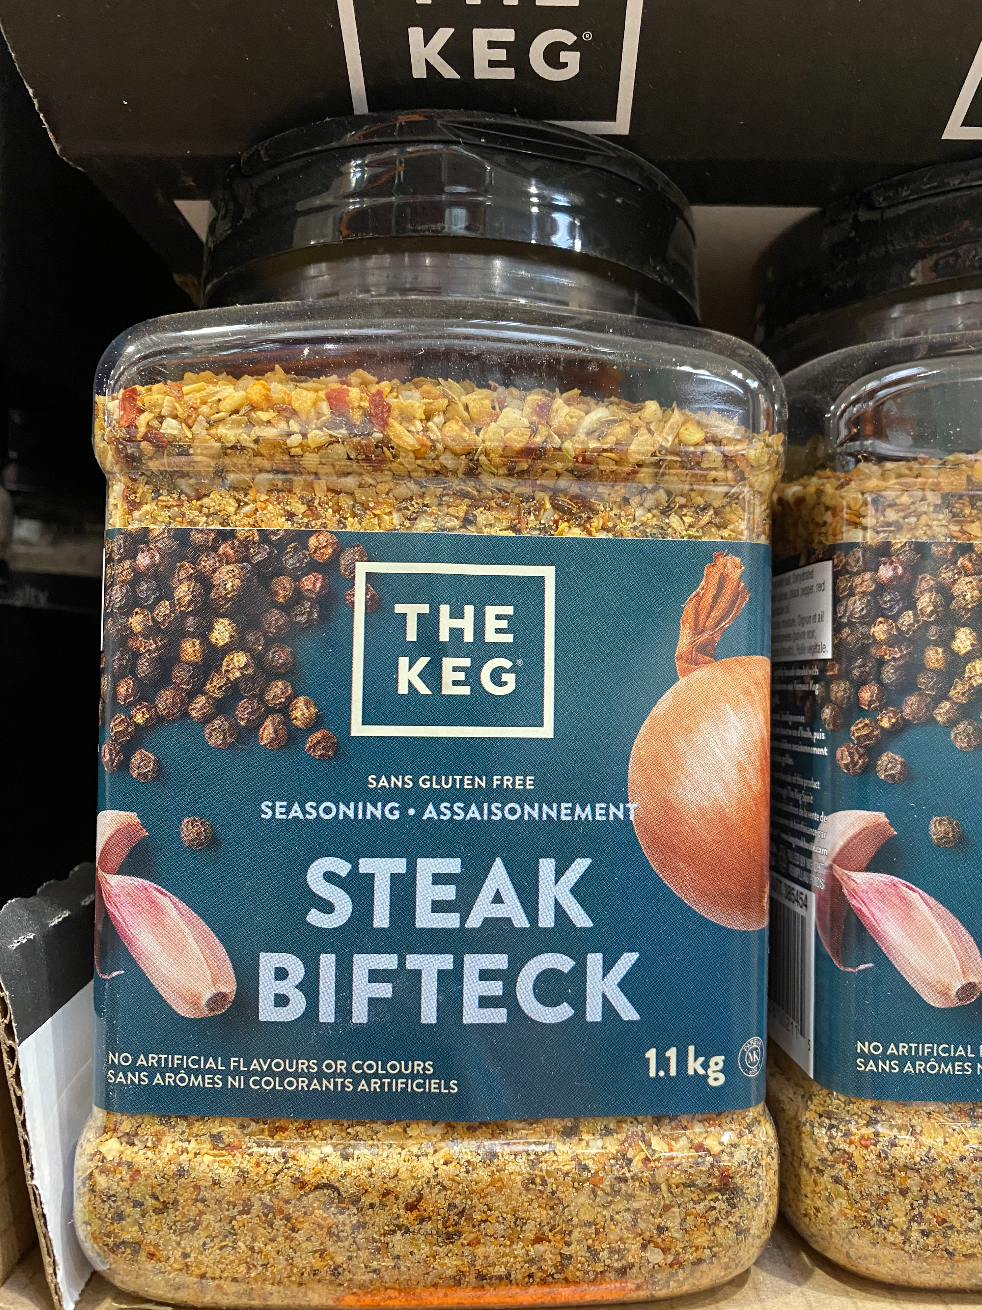 THE
KEG®
THE
KEG®
SANS GLUTEN FREE
SEASONING • ASSAISONNEMENT
STEAK
BIFTECK
NO ARTIFICIAL FLAVOURS OR COLOURS
SANS ARÔMES NI COLORANTS ARTIFICIELS
1.1 kg
NO ARTIFICIAL
SANS ARÔMES